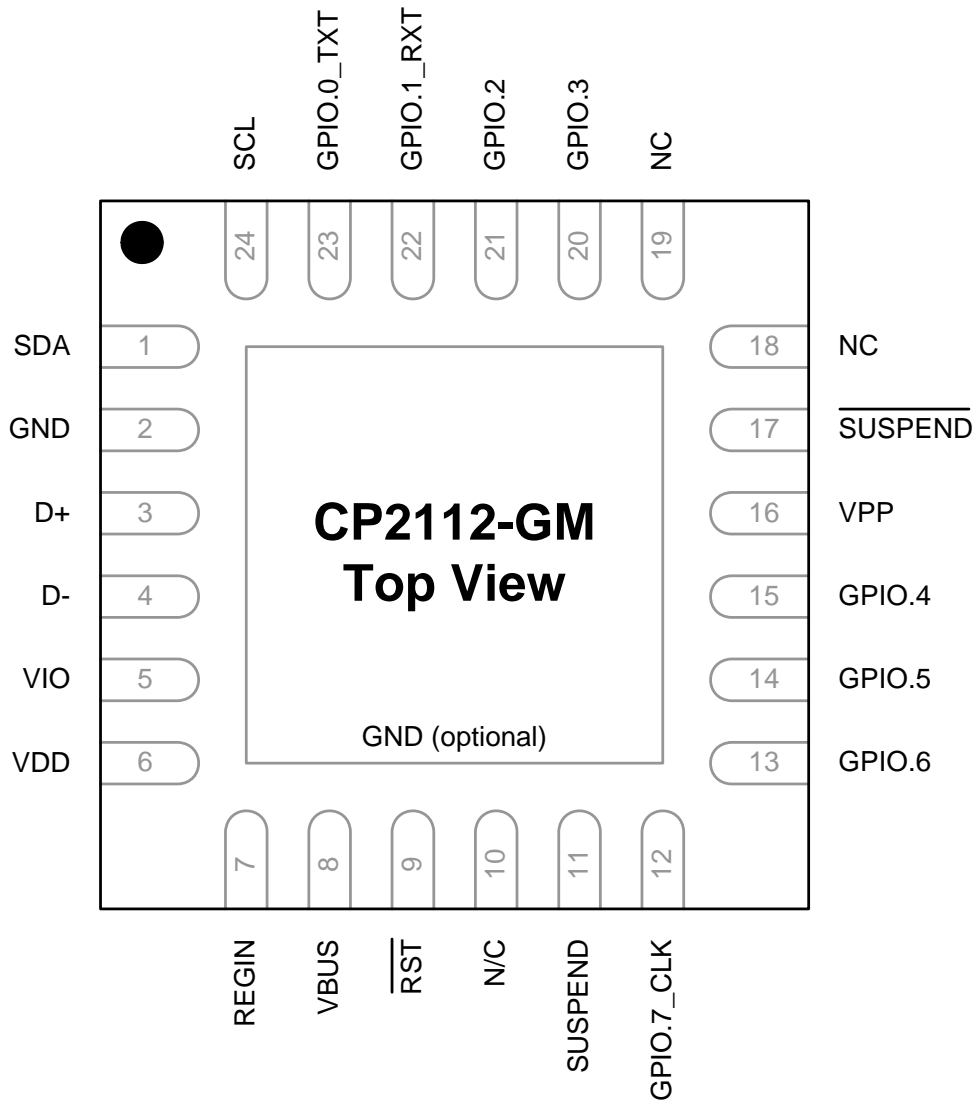 SCL
GPIO.0_TXT
GPIO.1_RXT
GPIO.2
GPIO.3
NC
24
23
22
21
20
19
SDA
1
18
NC
GND
2
17
SUSPEND
D+
3
16
VPP
D-
4
15
GPIO.4
VIO
5
14
GPIO.5
VDD
6
13
GPIO.6
CP2112-GM
Top View
GND (optional)
7
8
9
10
11
12
REGIN
VBUS
RST
N/C
SUSPEND
GPIO.7_CLK